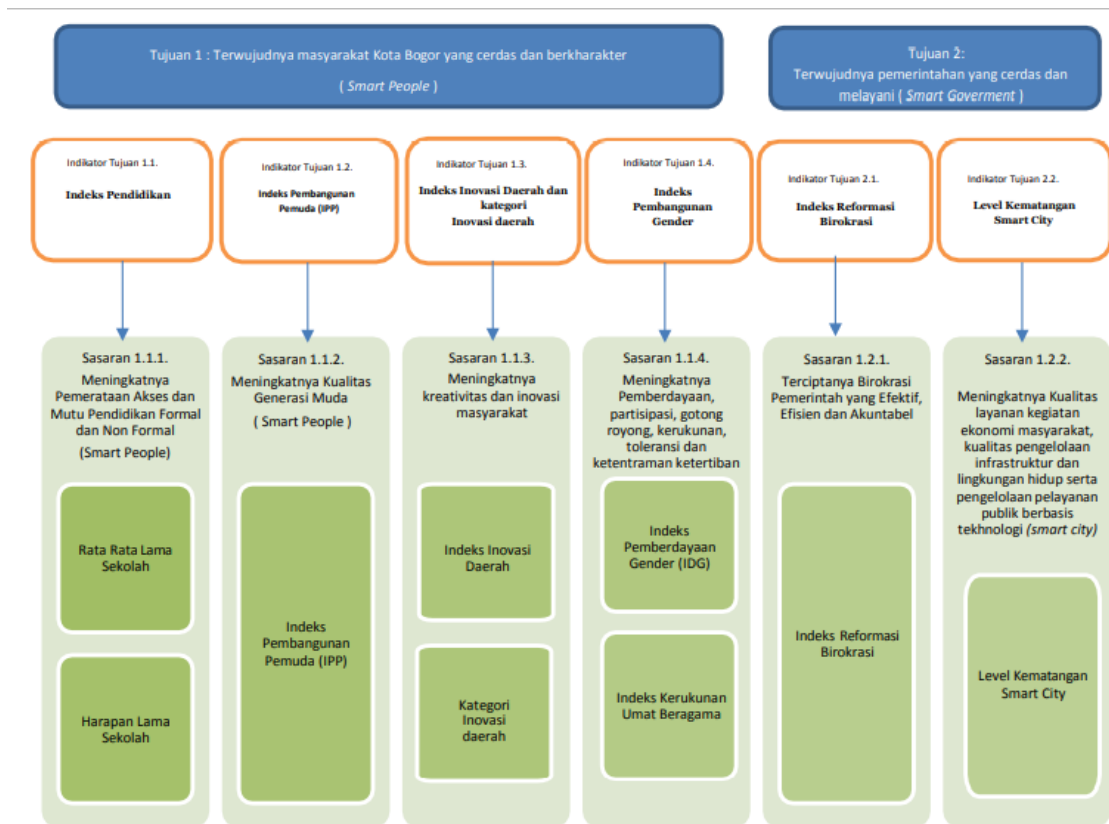 Tujuan 1 : Terwujudnya masyarakat Kota Bogor yang cerdas dan berkharakter
( Smart People )
Tujuan 2:
Terwujudnya pemerintahan yang cerdas dan
melayani ( Smart Goverment )
Indikator Tujuan 1.1.
Indeks Pendidikan
Indikator Tujuan 1.2.
Indeks Pembangunan
Pemuda (IPP)
Indikator Tujuan 1.3.
Indeks Inovasi Daerah dan
kategori
Inovasi daerah
Indikator Tujuan 1.4.
Indeks
Pembangunan
Gender
Indikator Tujuan 2.1.
Indeks Reformasi
Birokrasi
Indikator Tujuan 2.2.
Level Kematangan
Smart City
Sasaran 1.1.1.
Meningkatnya
Pemerataan Akses dan
Mutu Pendidikan Formal
dan Non Formal
(Smart People)
Rata Rata Lama
Sekolah
Harapan Lama
Sekolah
Sasaran 1.1.2.
Meningkatnya Kualitas
Generasi Muda
( Smart People )
Indeks
Pembangunan
Pemuda (IPP)
Sasaran 1.1.3.
Meningkatnya
kreativitas dan inovasi
masyarakat
Indeks Inovasi
Daerah
Kategori
Inovasi
daerah
Sasaran 1.1.4.
Meningkatnya
Pemberdayaan,
partisipasi, gotong
royong, kerukunan,
toleransi dan
ketentraman ketertiban
Indeks
Pemberdayaan
Gender (IDG)
Indeks Kerukunan
Umat Beragama
Sasaran 1.2.1.
Terciptanya Birokrasi
Pemerintah yang Efektif,
Efisien dan Akuntabel
Indeks Reformasi
Birokrasi
Sasaran 1.2.2.
Meningkatnya Kualitas
layanan kegiatan
ekonomi masyarakat,
kualitas pengelolaan
infrastruktur dan
lingkungan hidup serta
pengelolaan pelayanan
publik berbasis
tekhnologi (smart city)
Level Kematangan
Smart City